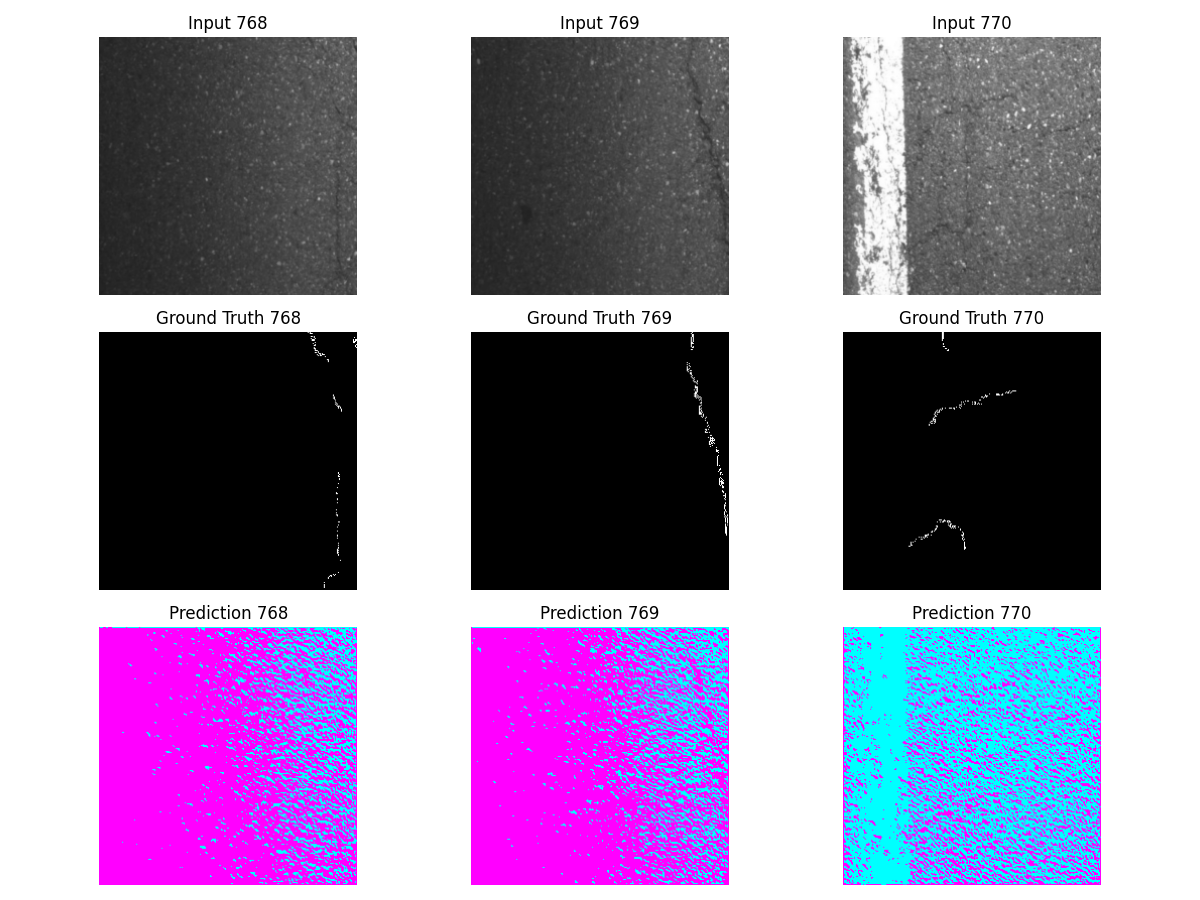 Input 768
Input 769
Input 770
Ground Truth 768
Ground Truth 769
Ground Truth 770
Prediction 768
Prediction 769
Prediction 770